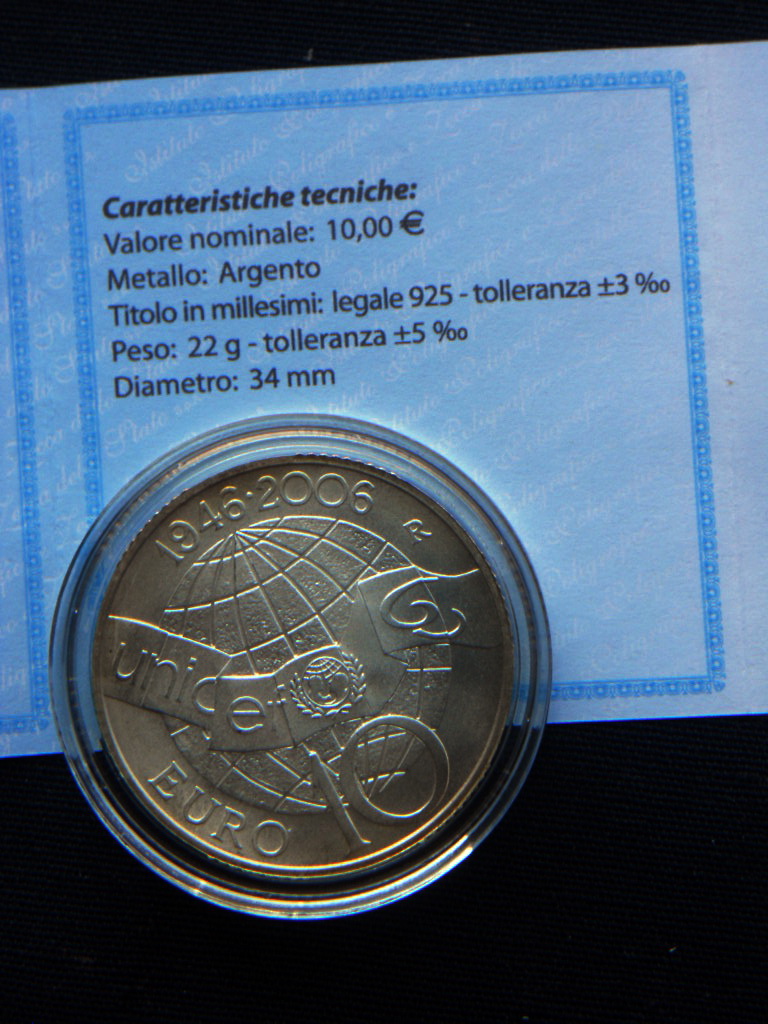 Caratteristiche tecniche:
Valore nominale: 10,00 €
Metallo: Argento
Titolo in millesimi: legale 925 - tolleranza ±3 ‰
Peso: 22 g - tolleranza ±5 ‰
Diametro: 34 mm
1946·2006
R
unicef
10
EURO